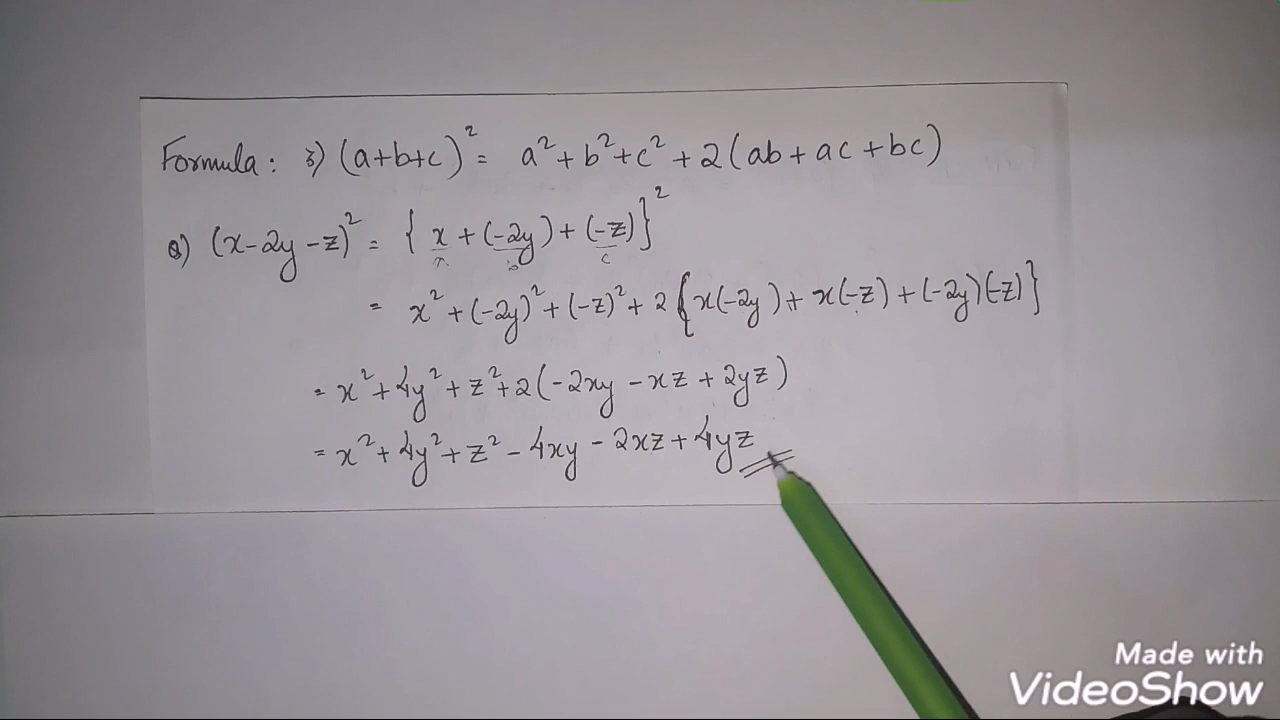 Formula: 3) (a+b+c)² = a² + b² + c² + 2(ab + ac + bc)
Q) (x-2y-z)² = {x + (-2y) + (-z)}²
a b c
= x² + (-2y)² + (-z)² + 2{x(-2y) + x(-z) + (-2y)(-z)}
= x² + 4y² + z² + 2(-2xy - xz + 2yz)
= x² + 4y² + z² - 4xy - 2xz + 4yz
Made with
VideoShow